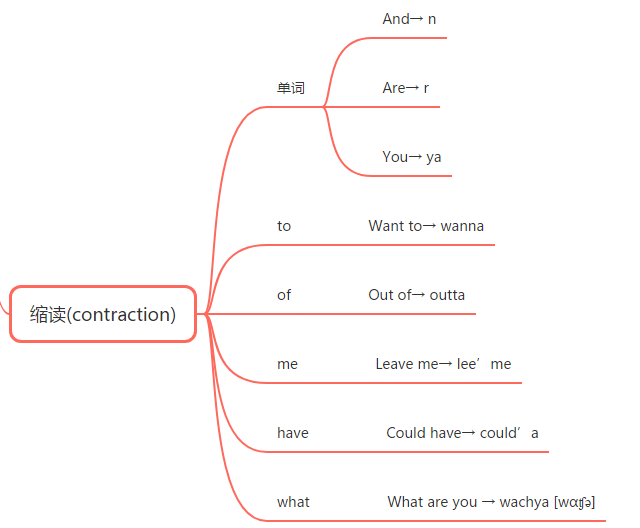 缩读(contraction)
单词
And→ n
Are→ r
You→ ya
to Want to→ wanna
of Out of→ outta
me Leave me→ lee’me
have Could have→ could’a
what What are you → wachya [wɑʧə]